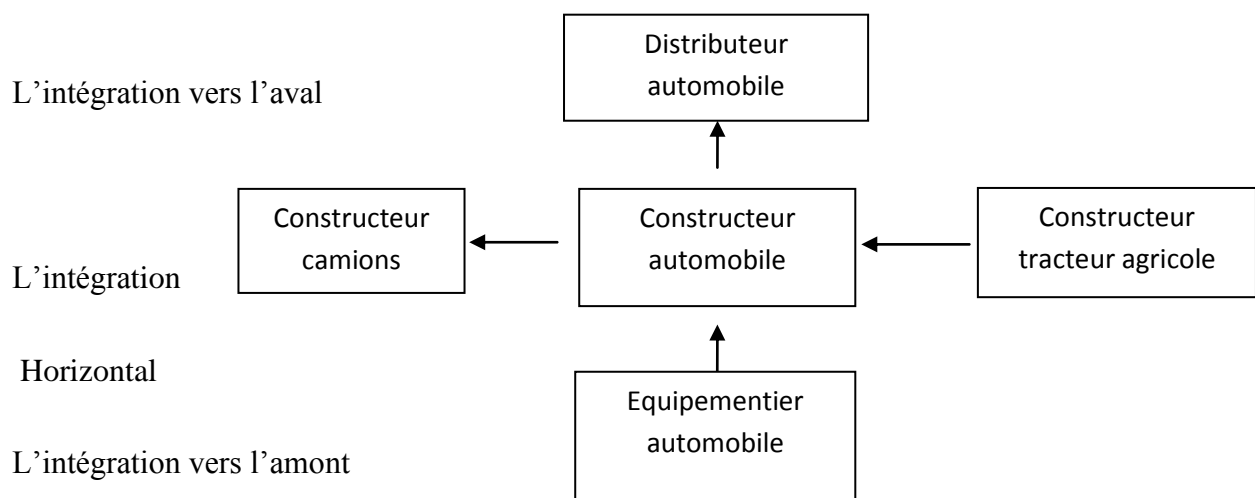 Distributeur
automobile
L’intégration vers l’aval
Constructeur
camions
Constructeur
automobile
Constructeur
tracteur agricole
L’intégration
Horizontal
Equipementier
automobile
L’intégration vers l’amont